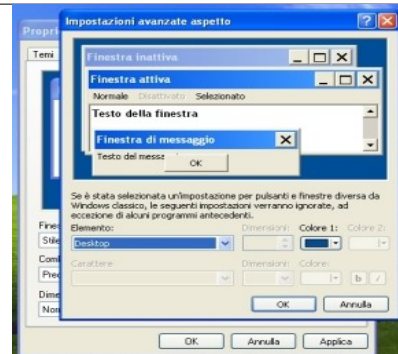 Propri
Impostazioni avanzate aspetto
Temi
Finestra inattiva
Finestra attiva
Normale Disattivato Selezionato
Testo della finestra
Finestra di messaggio
Testo del messa
OK
Se è stata selezionata un'impostazione per pulsanti e finestre diversa da
Windows classico, le seguenti impostazioni verranno
ignorate, ad
eccezione di alcuni programmi antecedenti.
Elemento: Dimensioni: Colore 1: Colore 2:
Desktop
Carattere: Dimensioni: Colore:
b /
OK Annulla
Fines
Stile
Com
Pre
Dime
Non
OK Annulla Applica